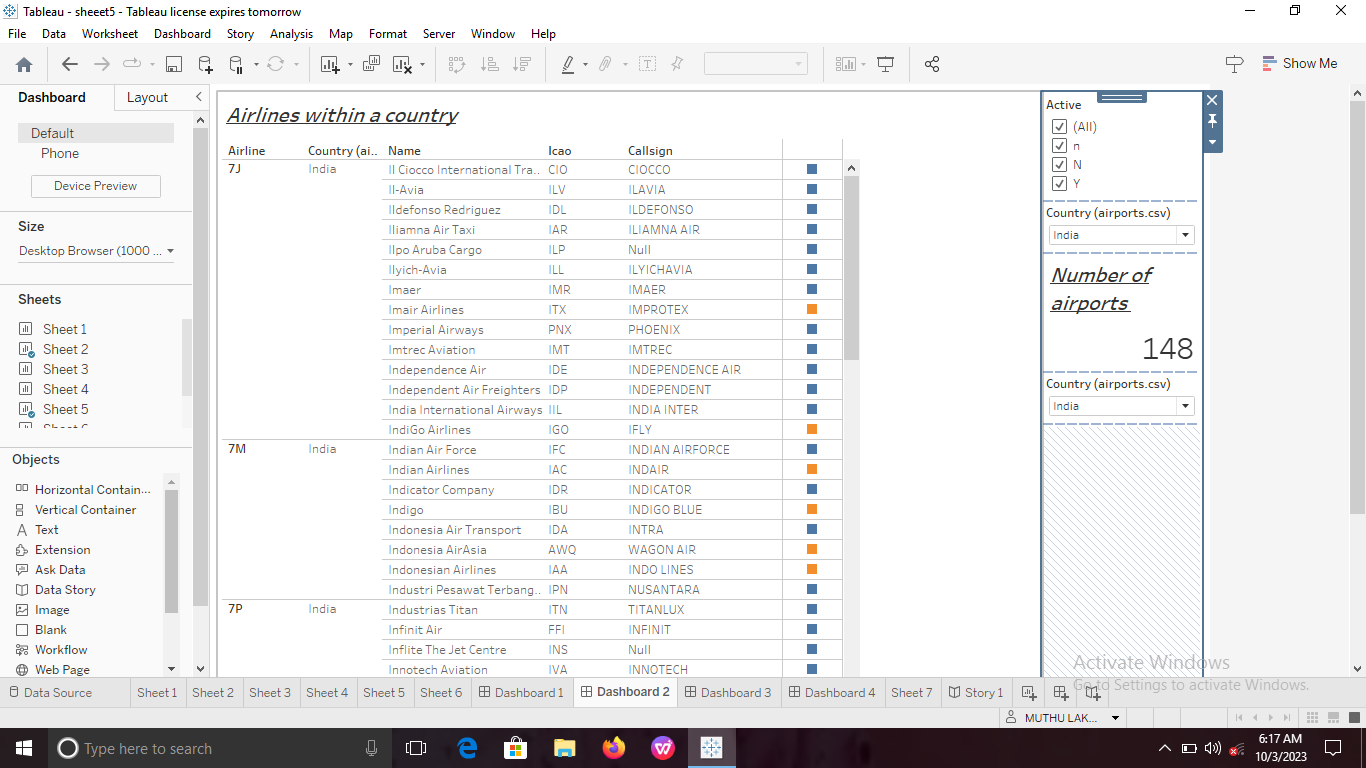 Tableau - sheeet5 - Tableau license expires tomorrow
File Data Worksheet Dashboard Story Analysis Map Format Server Window Help
Show Me
Dashboard Layout
Default
Phone
Device Preview
Size
Desktop Browser (1000 ...
Sheets
Sheet 1
Sheet 2
Sheet 3
Sheet 4
Sheet 5
Objects
Horizontal Contain...
Vertical Container
Text
Extension
Ask Data
Data Story
Image
Blank
Workflow
Web Page
Airlines within a country
Airline Country (ai.. Name Icao Callsign
7J India Il Ciocco International Tra.. CIO CIOCCO
Il-Avia ILV ILAVIA
Ildefonso Redriguez IDL ILDEFONSO
Iliamna Air Taxi IAR ILIAMNA AIR
Ilpo Aruba Cargo ILP Null
Ilyich-Avia ILL ILYICHAVIA
Imaer IMR IMAER
Imair Airlines ITX IMPROTEX
Imperial Airways PNX PHOENIX
Imtrec Aviation IMT IMTREC
Independence Air IDE INDEPENDENCE AIR
Independent Air Freighters IDP INDEPENDENT
India International Airways IIL INDIA INTER
IndiGo Airlines IGO IFLY
7M India Indian Air Force IFC INDIAN AIRFORCE
Indian Airlines IAC INDAIR
Indicator Company IDR INDICATOR
Indigo IBU INDIGO BLUE
Indonesia Air Transport IDA INTRA
Indonesia AirAsia AWQ WAGON AIR
Indonesian Airlines IAA INDO LINES
Industri Pesawat Terbang.. IPN NUSANTARA
7P India Industrias Titan ITN TITANLUX
Infinit Air FFI INFINIT
Inflite The Jet Centre INS Null
Innotech Aviation IVA INNOTECH
Active
(All)
n
N
Y
Country (airports.csv)
India
Number of
airports
148
Country (airports.csv)
India
Activate Windows
Go to Settings to activate Windows.
Data Source Sheet 1 Sheet 2 Sheet 3 Sheet 4 Sheet 5 Sheet 6 Dashboard 1 Dashboard 2 Dashboard 3 Dashboard 4 Sheet 7 Story 1
MUTHU LAK...
Type here to search
6:17 AM
10/3/2023